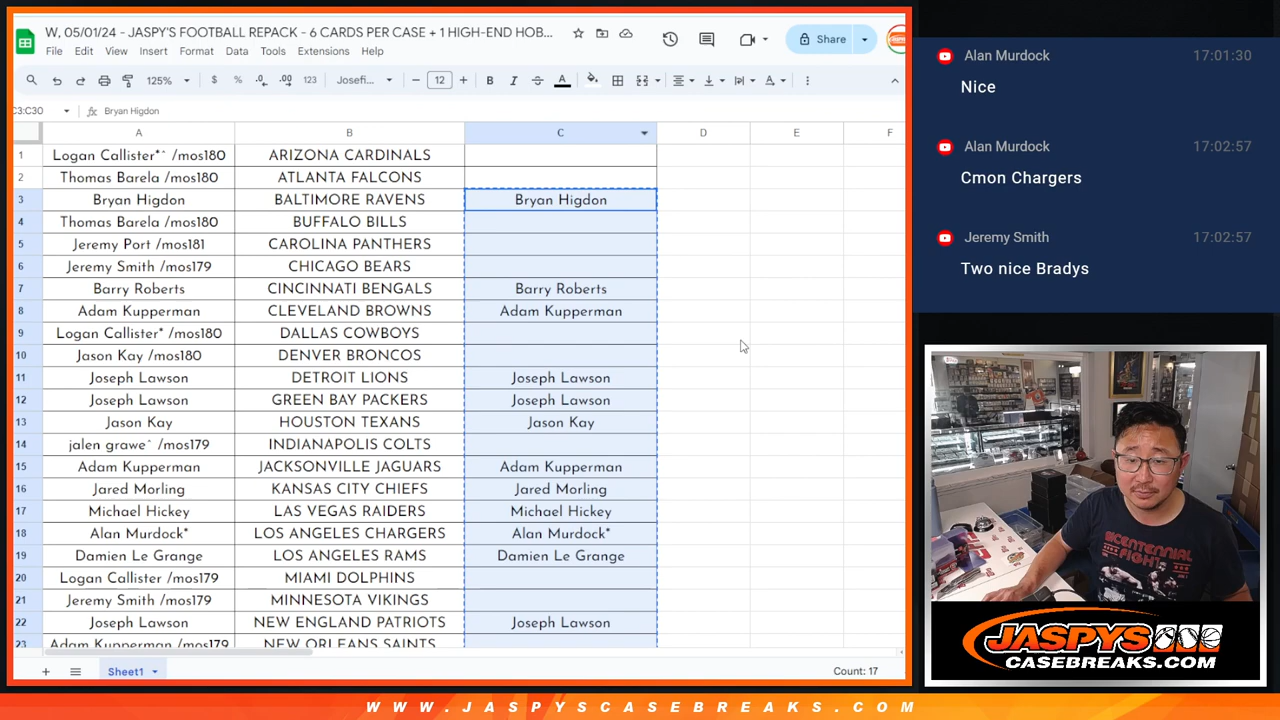 W, 05/01/24 - JASPY'S FOOTBALL REPACK - 6 CARDS PER CASE + 1 HIGH-END HOB...
File Edit View Insert Format Data Tools Extensions Help
Share
125% $ % .0 .00 123 Josefi... 12 B I S A
C3:C30 fx Bryan Higdon
A B C D E F
1 Logan Callister*^ /mos180 ARIZONA CARDINALS
2 Thomas Barela /mos180 ATLANTA FALCONS
3 Bryan Higdon BALTIMORE RAVENS Bryan Higdon
4 Thomas Barela /mos180 BUFFALO BILLS
5 Jeremy Port /mos181 CAROLINA PANTHERS
6 Jeremy Smith /mos179 CHICAGO BEARS
7 Barry Roberts CINCINNATI BENGALS Barry Roberts
8 Adam Kupperman CLEVELAND BROWNS Adam Kupperman
9 Logan Callister* /mos180 DALLAS COWBOYS
10 Jason Kay /mos180 DENVER BRONCOS
11 Joseph Lawson DETROIT LIONS Joseph Lawson
12 Joseph Lawson GREEN BAY PACKERS Joseph Lawson
13 Jason Kay HOUSTON TEXANS Jason Kay
14 jalen grawe^ /mos179 INDIANAPOLIS COLTS
15 Adam Kupperman JACKSONVILLE JAGUARS Adam Kupperman
16 Jared Morling KANSAS CITY CHIEFS Jared Morling
17 Michael Hickey LAS VEGAS RAIDERS Michael Hickey
18 Alan Murdock* LOS ANGELES CHARGERS Alan Murdock*
19 Damien Le Grange LOS ANGELES RAMS Damien Le Grange
20 Logan Callister /mos179 MIAMI DOLPHINS
21 Jeremy Smith /mos179 MINNESOTA VIKINGS
22 Joseph Lawson NEW ENGLAND PATRIOTS Joseph Lawson
23 Adam Kupperman /mos179 NEW ORLEANS SAINTS
Sheet1 Count: 17
Alan Murdock 17:01:30
Nice
Alan Murdock 17:02:57
Cmon Chargers
Jeremy Smith 17:02:57
Two nice Bradys
BICENTENNIAL
FIGHT
JASPYS
CASEBREAKS.COM
WWW.JASPYSCASEBREAKS.COM